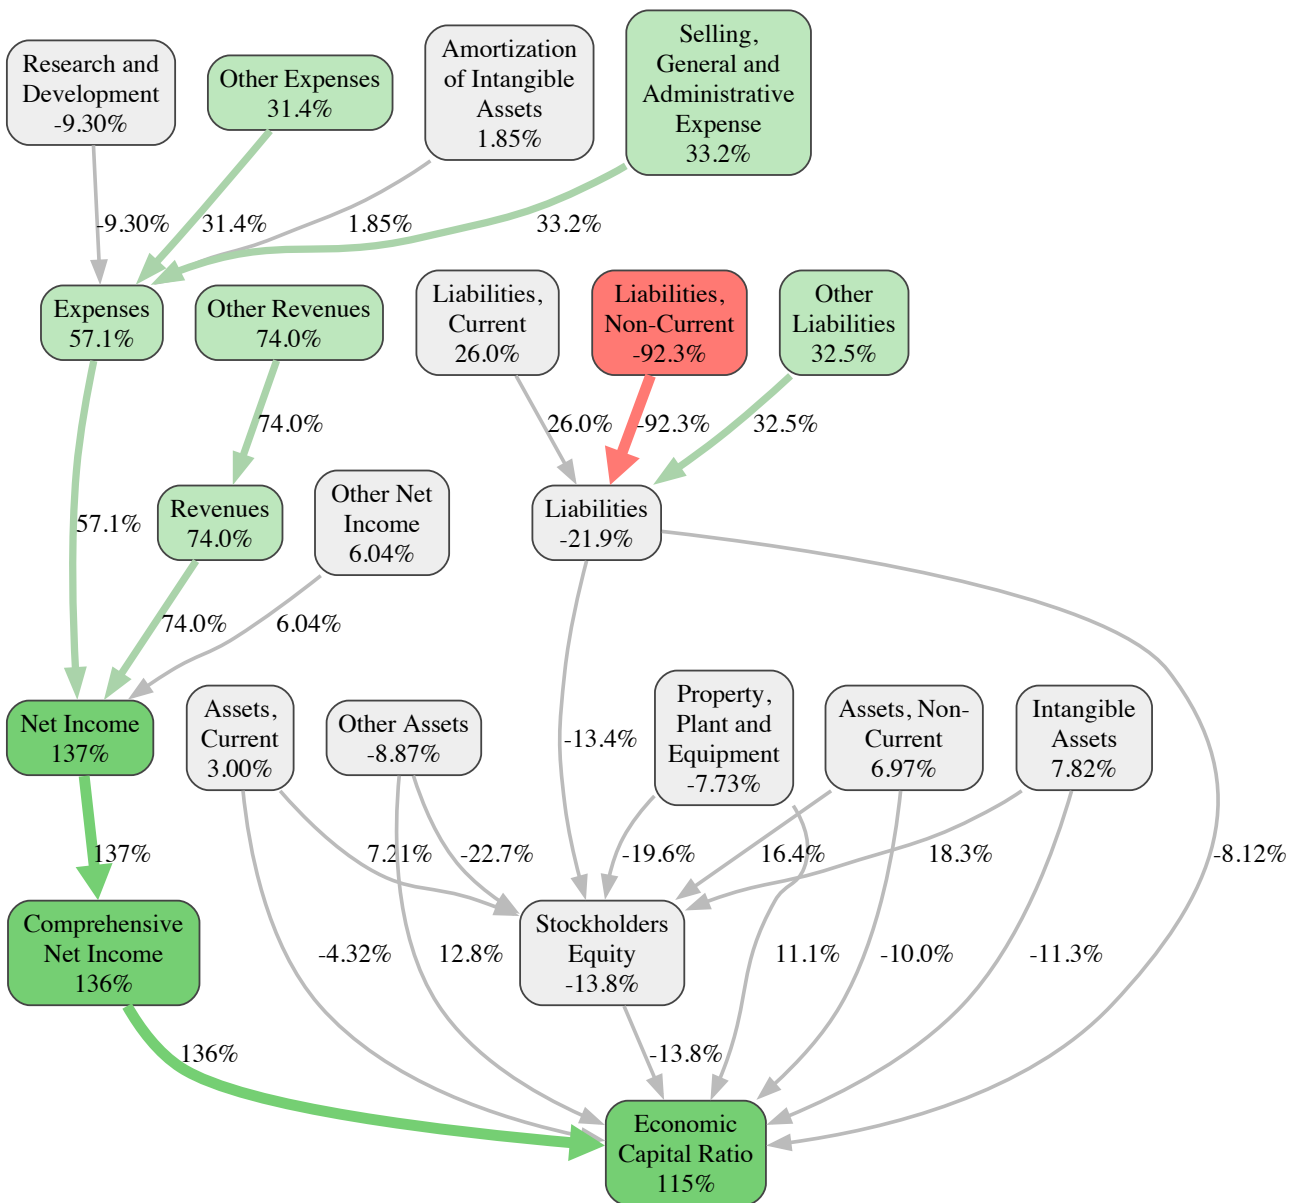 Research and
Development
-9.30%
Other Expenses
31.4%
Amortization
of Intangible
Assets
1.85%
Selling,
General and
Administrative
Expense
33.2%
-9.30%
31.4%
1.85%
33.2%
Expenses
57.1%
Other Revenues
74.0%
Liabilities,
Current
26.0%
Liabilities,
Non-Current
-92.3%
Other
Liabilities
32.5%
74.0%
26.0%
-92.3%
32.5%
57.1%
Revenues
74.0%
Other Net
Income
6.04%
Liabilities
-21.9%
74.0%
6.04%
Net Income
137%
Assets,
Current
3.00%
Other Assets
-8.87%
-13.4%
Property,
Plant and
Equipment
-7.73%
Assets, Non-
Current
6.97%
Intangible
Assets
7.82%
137%
7.21%
-22.7%
-19.6%
16.4%
18.3%
-8.12%
Comprehensive
Net Income
136%
-4.32%
12.8%
Stockholders
Equity
-13.8%
11.1%
-10.0%
-11.3%
136%
-13.8%
Economic
Capital Ratio
115%